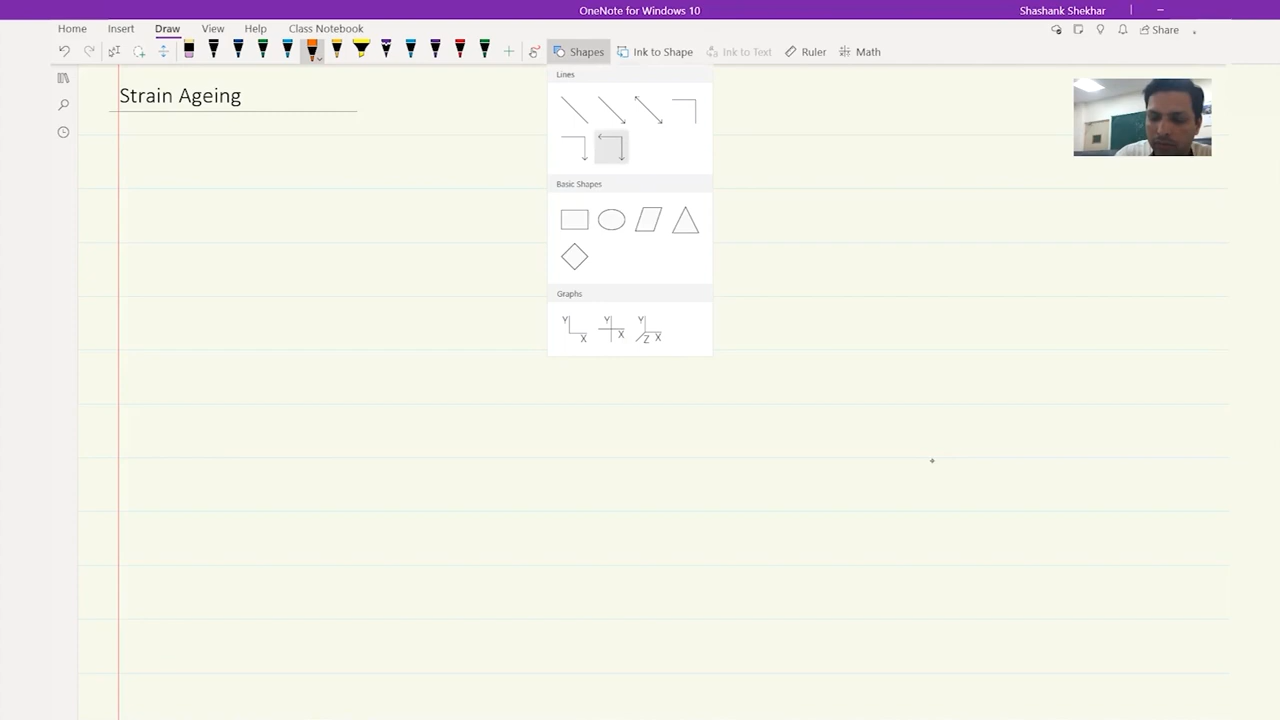 OneNote for Windows 10
Shashank Shekhar
Home Insert Draw View Help Class Notebook
Shapes Ink to Shape Ink to Text Ruler Math
Share
Strain Ageing
Lines
Basic Shapes
Graphs
Y X Y X Y Z X